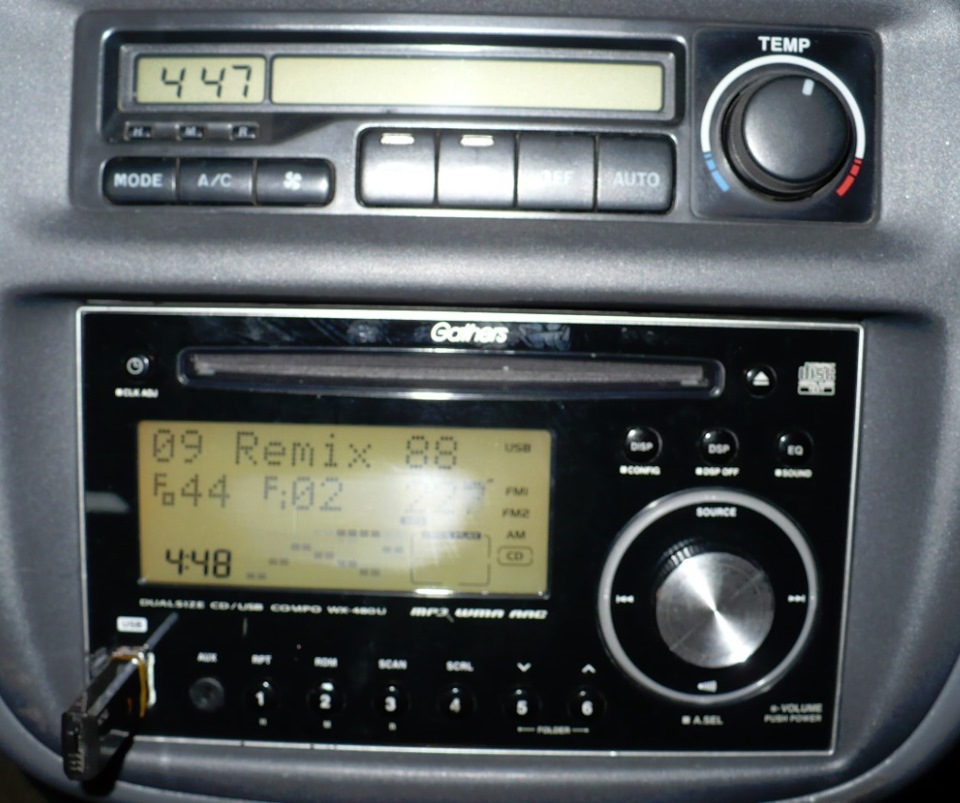 TEMP
4 47
H M R
MODE A/C OFF AUTO
Gathers
CLK ADJ
09 Remix 88 USB
DISP DSP EQ
CONFIG DSP OFF SOUND
44 F 02
FM1
FM2
AM
CD
SOURCE
4:48
DUALSIZE CD/USB COMPO WX-480U MP3 WMA AAC
USB
AUX RPT RDM SCAN SCRL
1 2 3 4 5 6
FOLDER
A.SEL
VOLUME
PUSH POWER